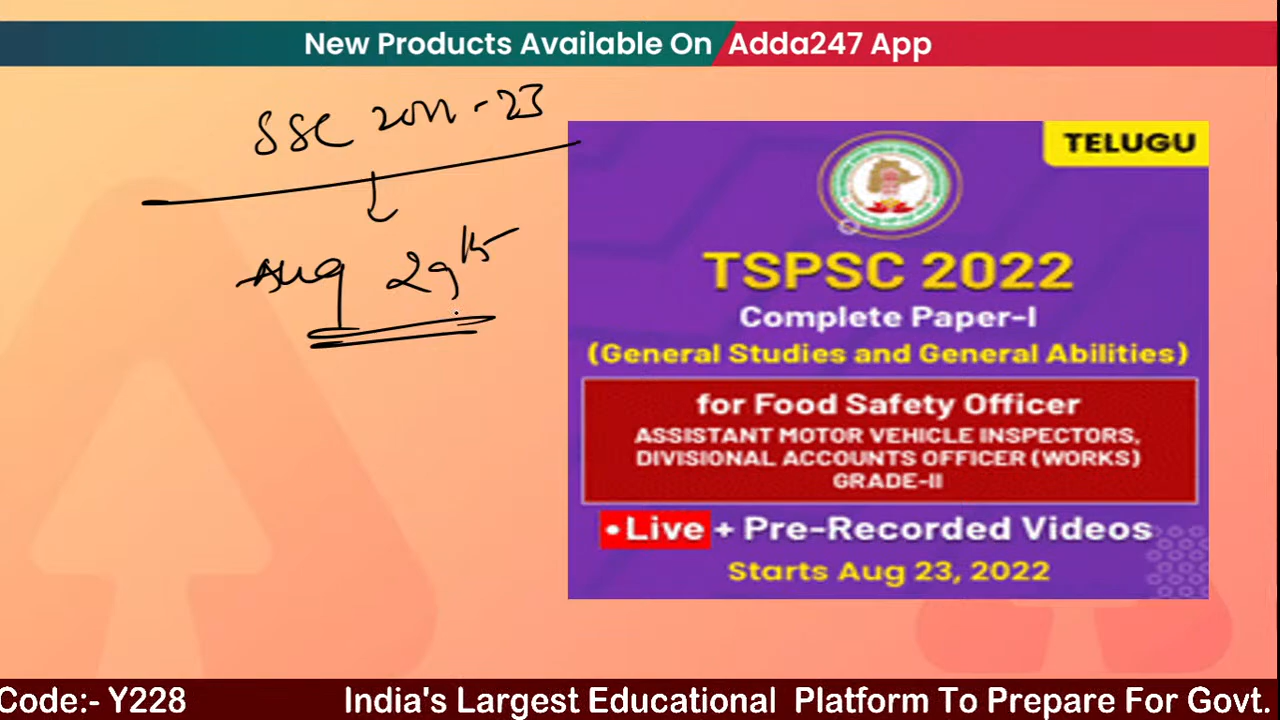 New Products Available On Adda247 App
SSC 2022-23
Aug 29th
TELUGU
TSPSC 2022
Complete Paper-I
(General Studies and General Abilities)
for Food Safety Officer
ASSISTANT MOTOR VEHICLE INSPECTORS,
DIVISIONAL ACCOUNTS OFFICER (WORKS)
GRADE-II
•Live + Pre-Recorded Videos
Starts Aug 23, 2022
Code:- Y228 India's Largest Educational Platform To Prepare For Govt.